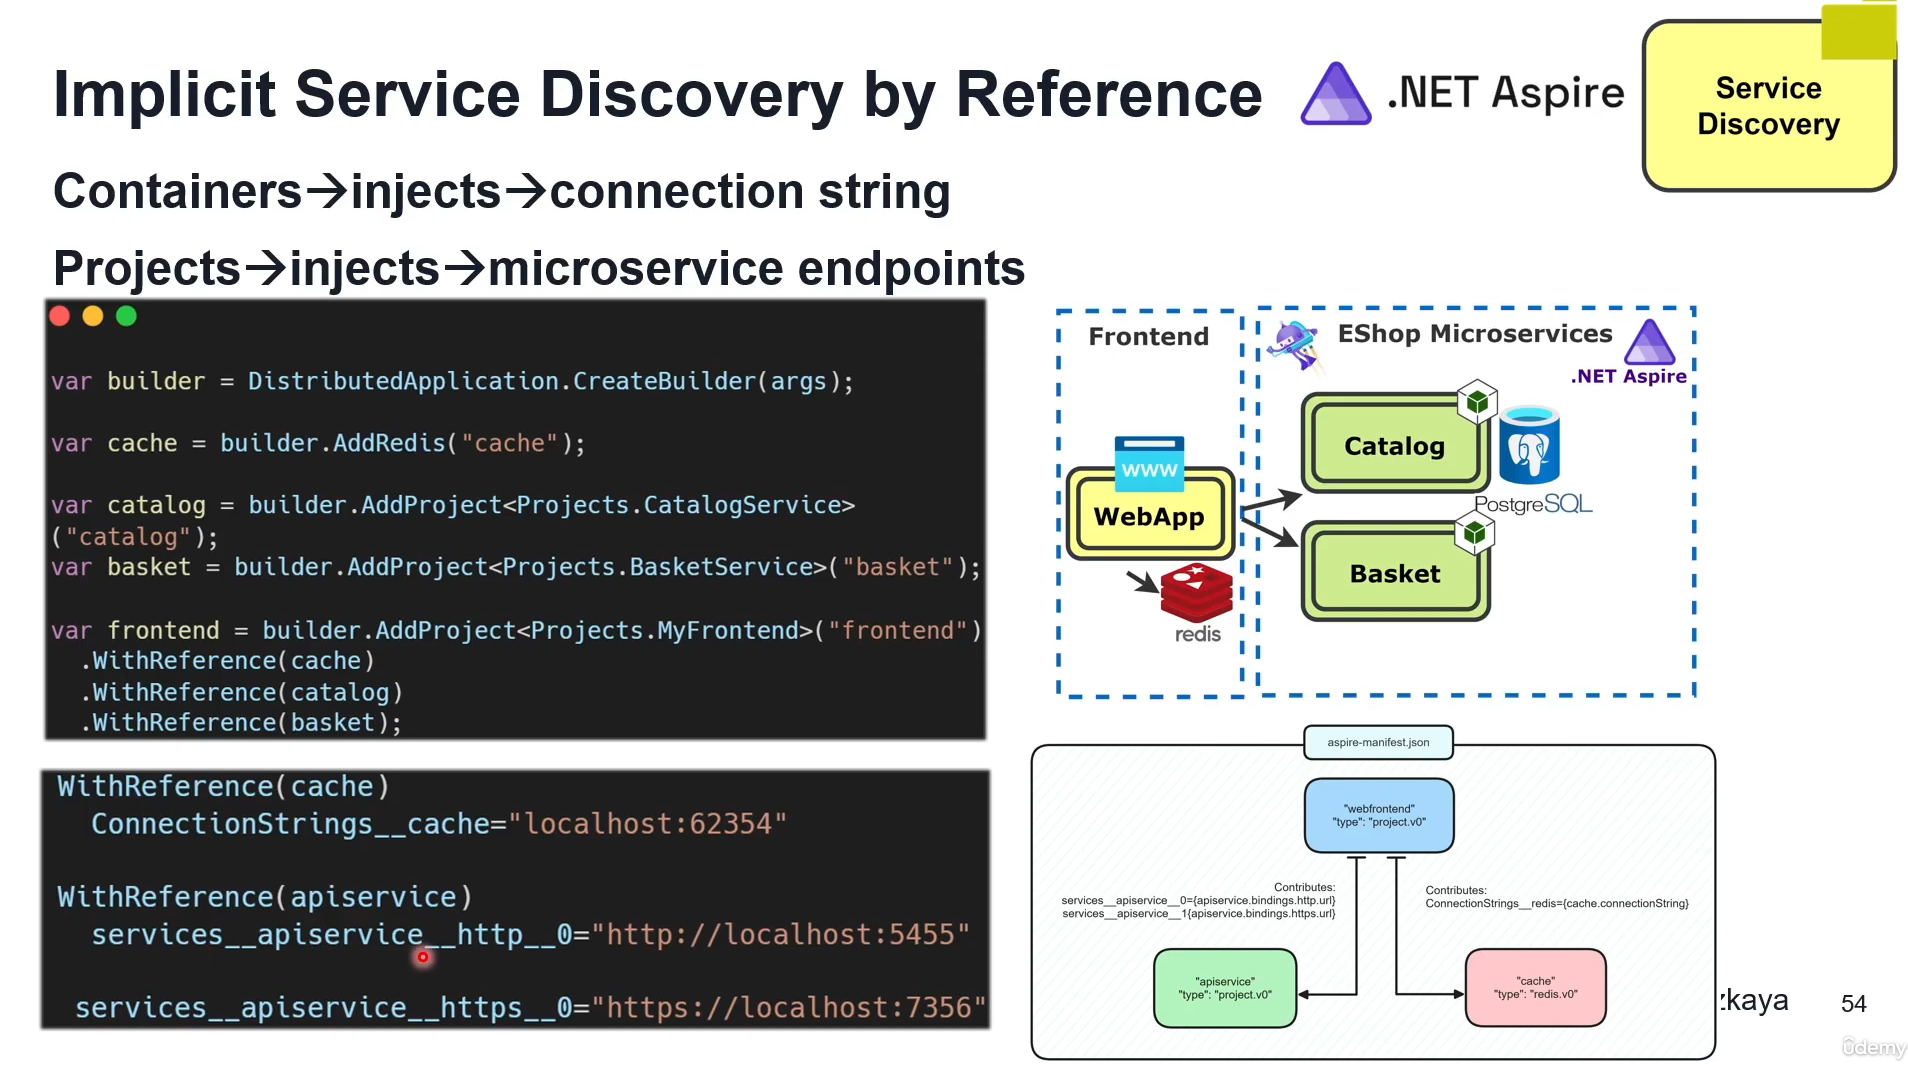 Implicit Service Discovery by Reference
.NET Aspire
Service
Discovery
Containers→injects→connection string
Projects→injects→microservice endpoints
var builder = DistributedApplication.CreateBuilder(args);
var cache = builder.AddRedis("cache");
var catalog = builder.AddProject<Projects.CatalogService>
("catalog");
var basket = builder.AddProject<Projects.BasketService>("basket");
var frontend = builder.AddProject<Projects.MyFrontend>("frontend")
.WithReference(cache)
.WithReference(catalog)
.WithReference(basket);
WithReference(cache)
ConnectionStrings__cache="localhost:62354"
WithReference(apiservice)
services__apiservice__http__0="http://localhost:5455"
services__apiservice__https__0="https://localhost:7356"
Frontend
WWW
WebApp
redis
EShop Microservices
.NET Aspire
Catalog
PostgreSQL
Basket
aspire-manifest.json
"webfrontend"
"type": "project.v0"
Contributes:
services__apiservice__0={apiservice.bindings.http.url}
services__apiservice__1{apiservice.bindings.https.url}
Contributes:
ConnectionStrings__redis={cache.connectionString}
"apiservice"
"type": "project.v0"
"cache"
"type": "redis.v0"
zkaya
54
ûdemy